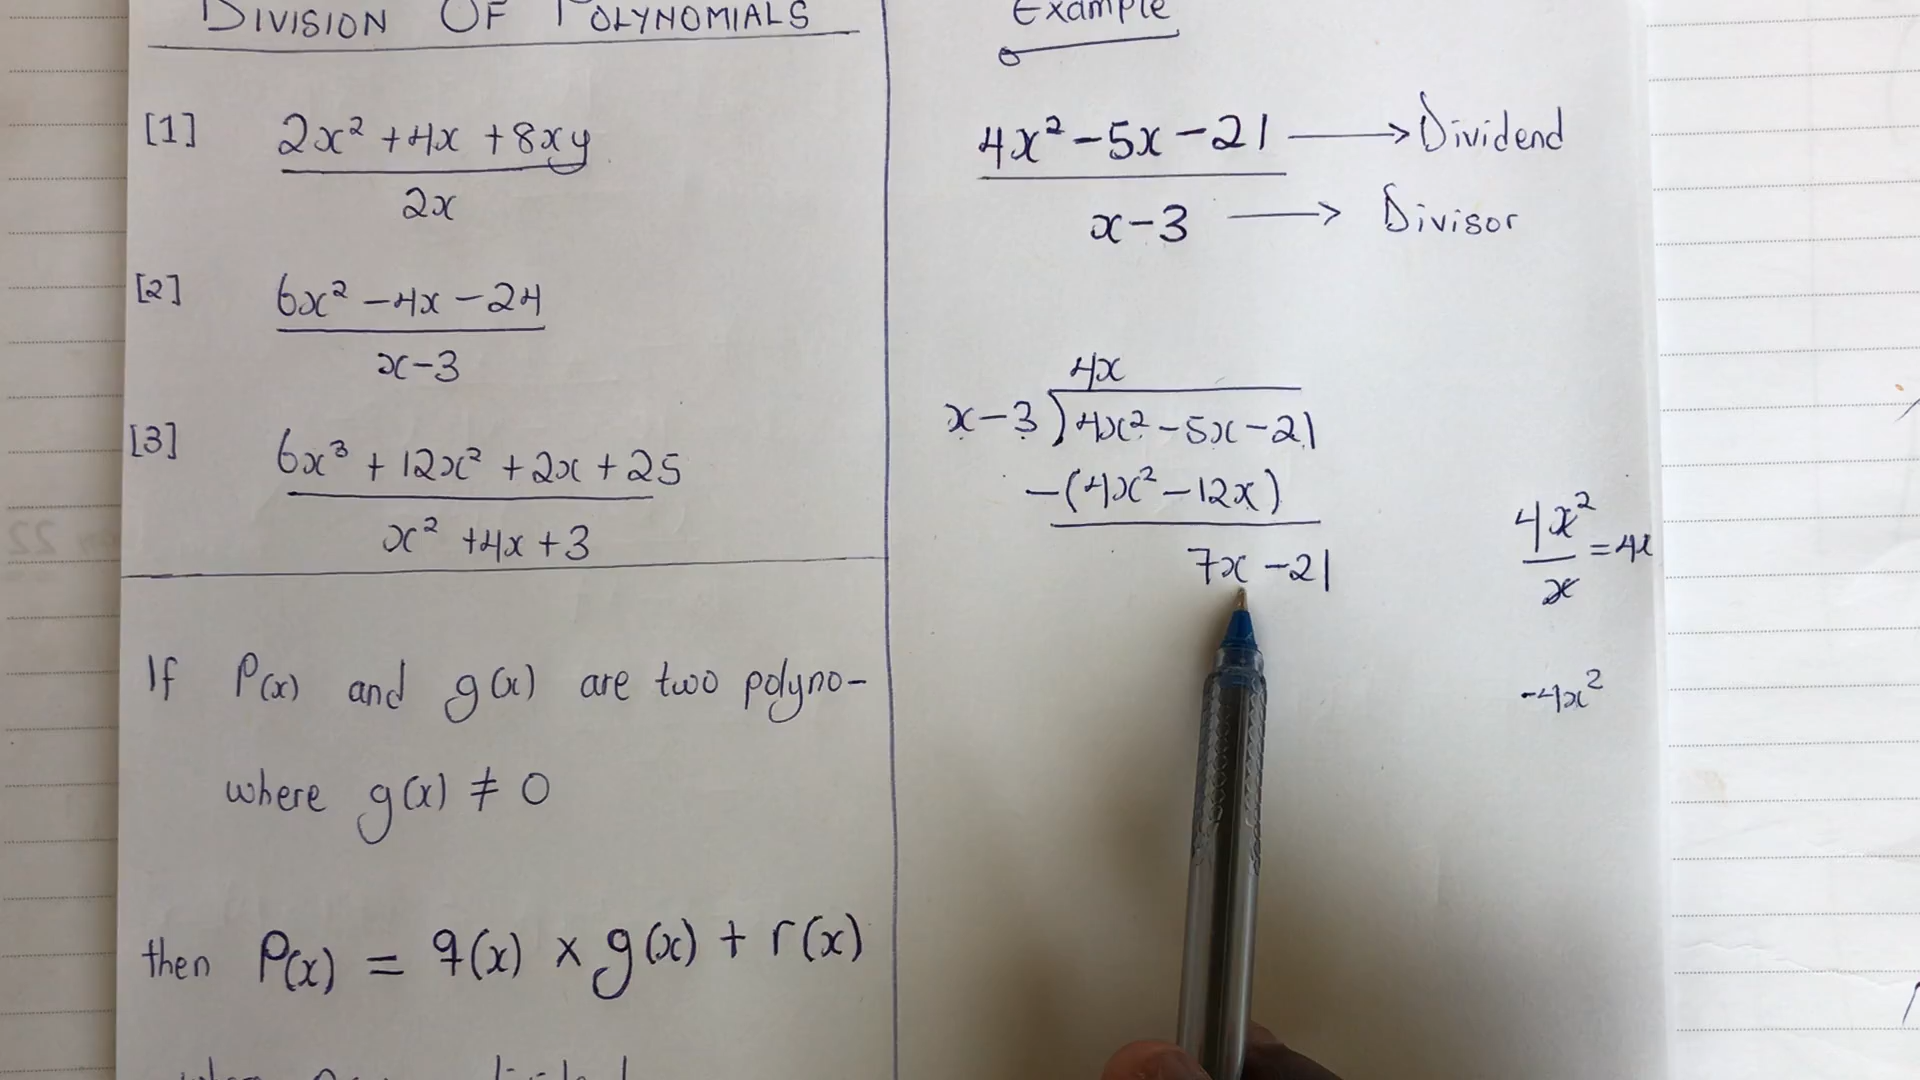 DIVISION OF POLYNOMIALS
[1] 2x² + 4x + 8xy
2x
[2] 6x² - 4x - 24
x - 3
[3] 6x³ + 12x² + 2x + 25
x² + 4x + 3
If P(x) and g(x) are two polyno-
where g(x) ≠ 0
then P(x) = q(x) × g(x) + r(x)
Example
4x² - 5x - 21 → Dividend
x - 3 → Divisor
4x
x - 3 ) 4x² - 5x - 21
- (4x² - 12x)
7x - 21
4x²
= 4x
x
-4x²